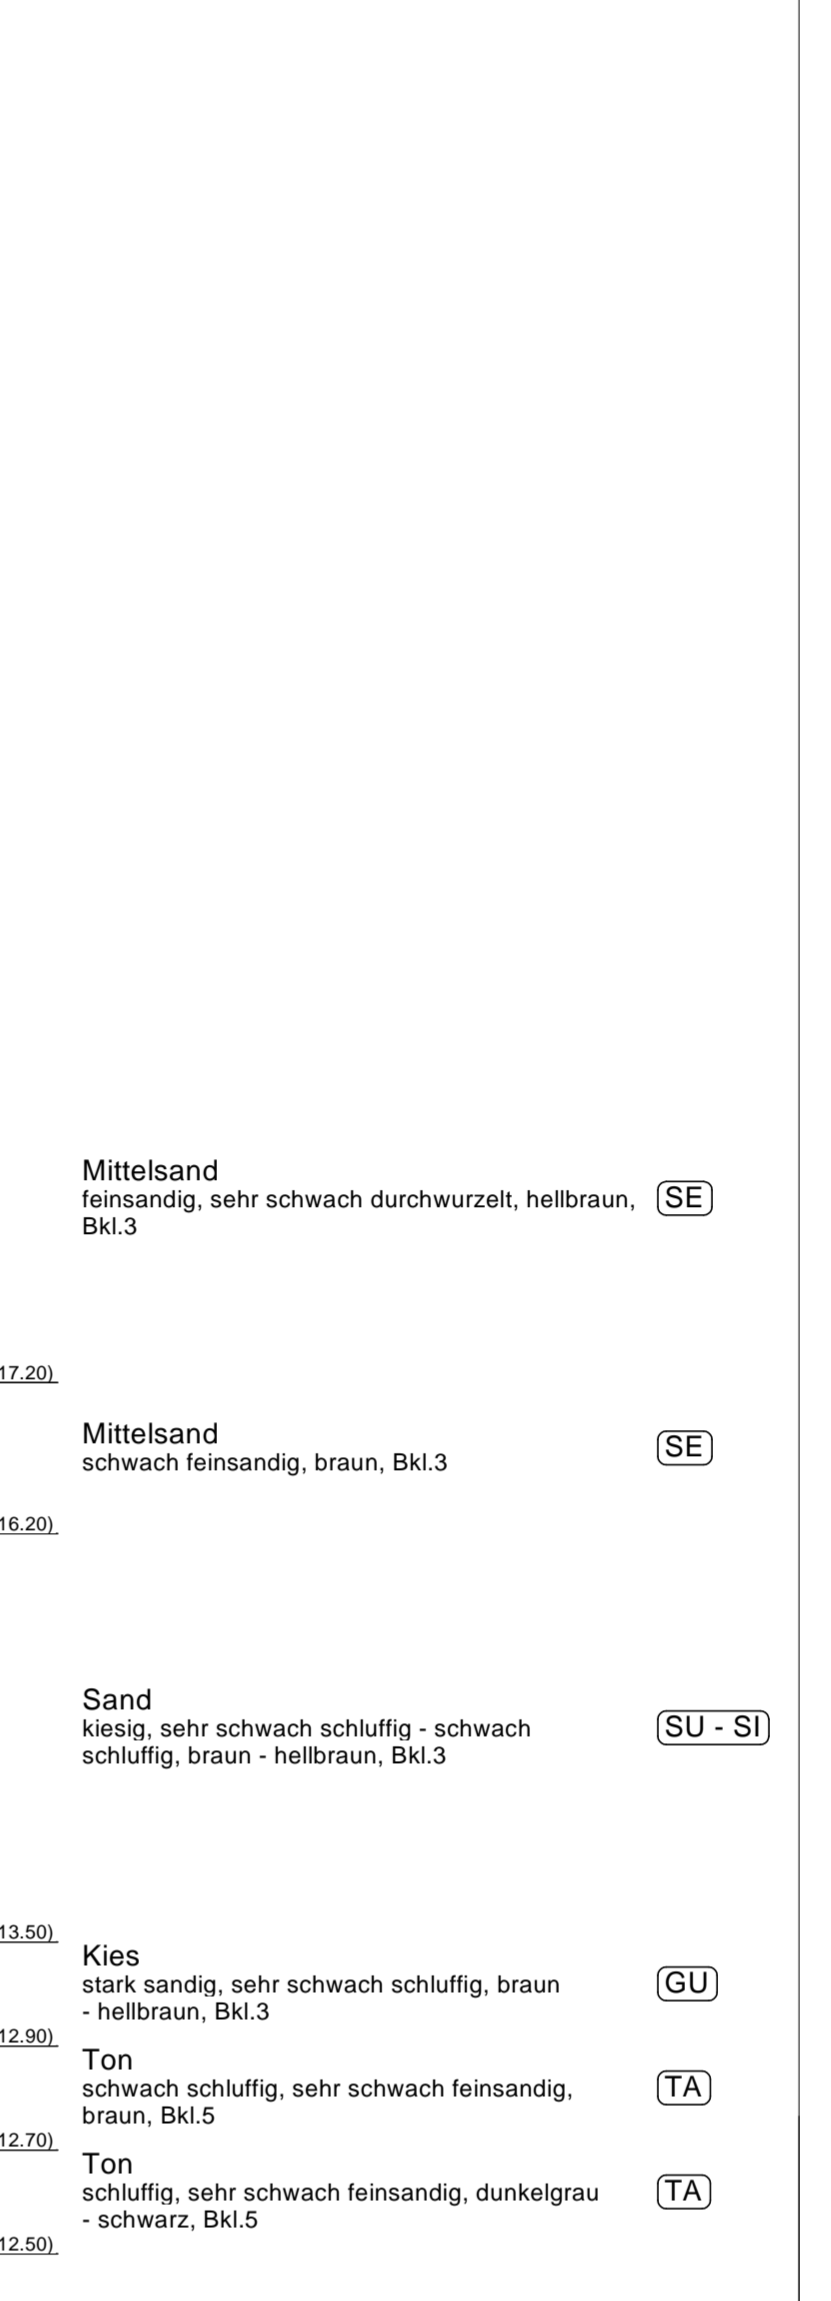 Mittelsand
feinsandig, sehr schwach durchwurzelt, hellbraun, SE
Bkl.3
17.20)
Mittelsand
schwach feinsandig, braun, Bkl.3 SE
16.20)
Sand
kiesig, sehr schwach schluffig - schwach SU - SI
schluffig, braun - hellbraun, Bkl.3
13.50)
Kies
stark sandig, sehr schwach schluffig, braun GU
- hellbraun, Bkl.3
12.90)
Ton
schwach schluffig, sehr schwach feinsandig, TA
braun, Bkl.5
12.70)
Ton
schluffig, sehr schwach feinsandig, dunkelgrau TA
- schwarz, Bkl.5
12.50)